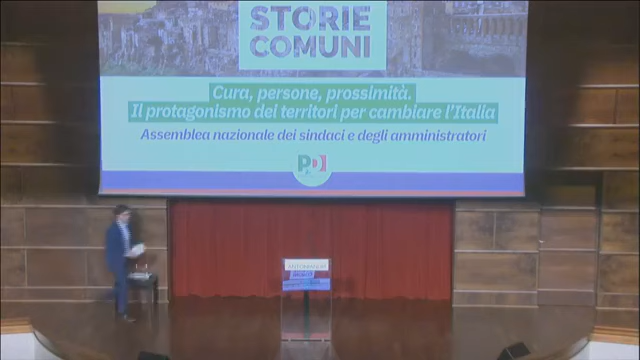 STORIE
COMUNI
Cura, persone, prossimità.
Il protagonismo dei territori per cambiare l'Italia
Assemblea nazionale dei sindaci e degli amministratori
PD